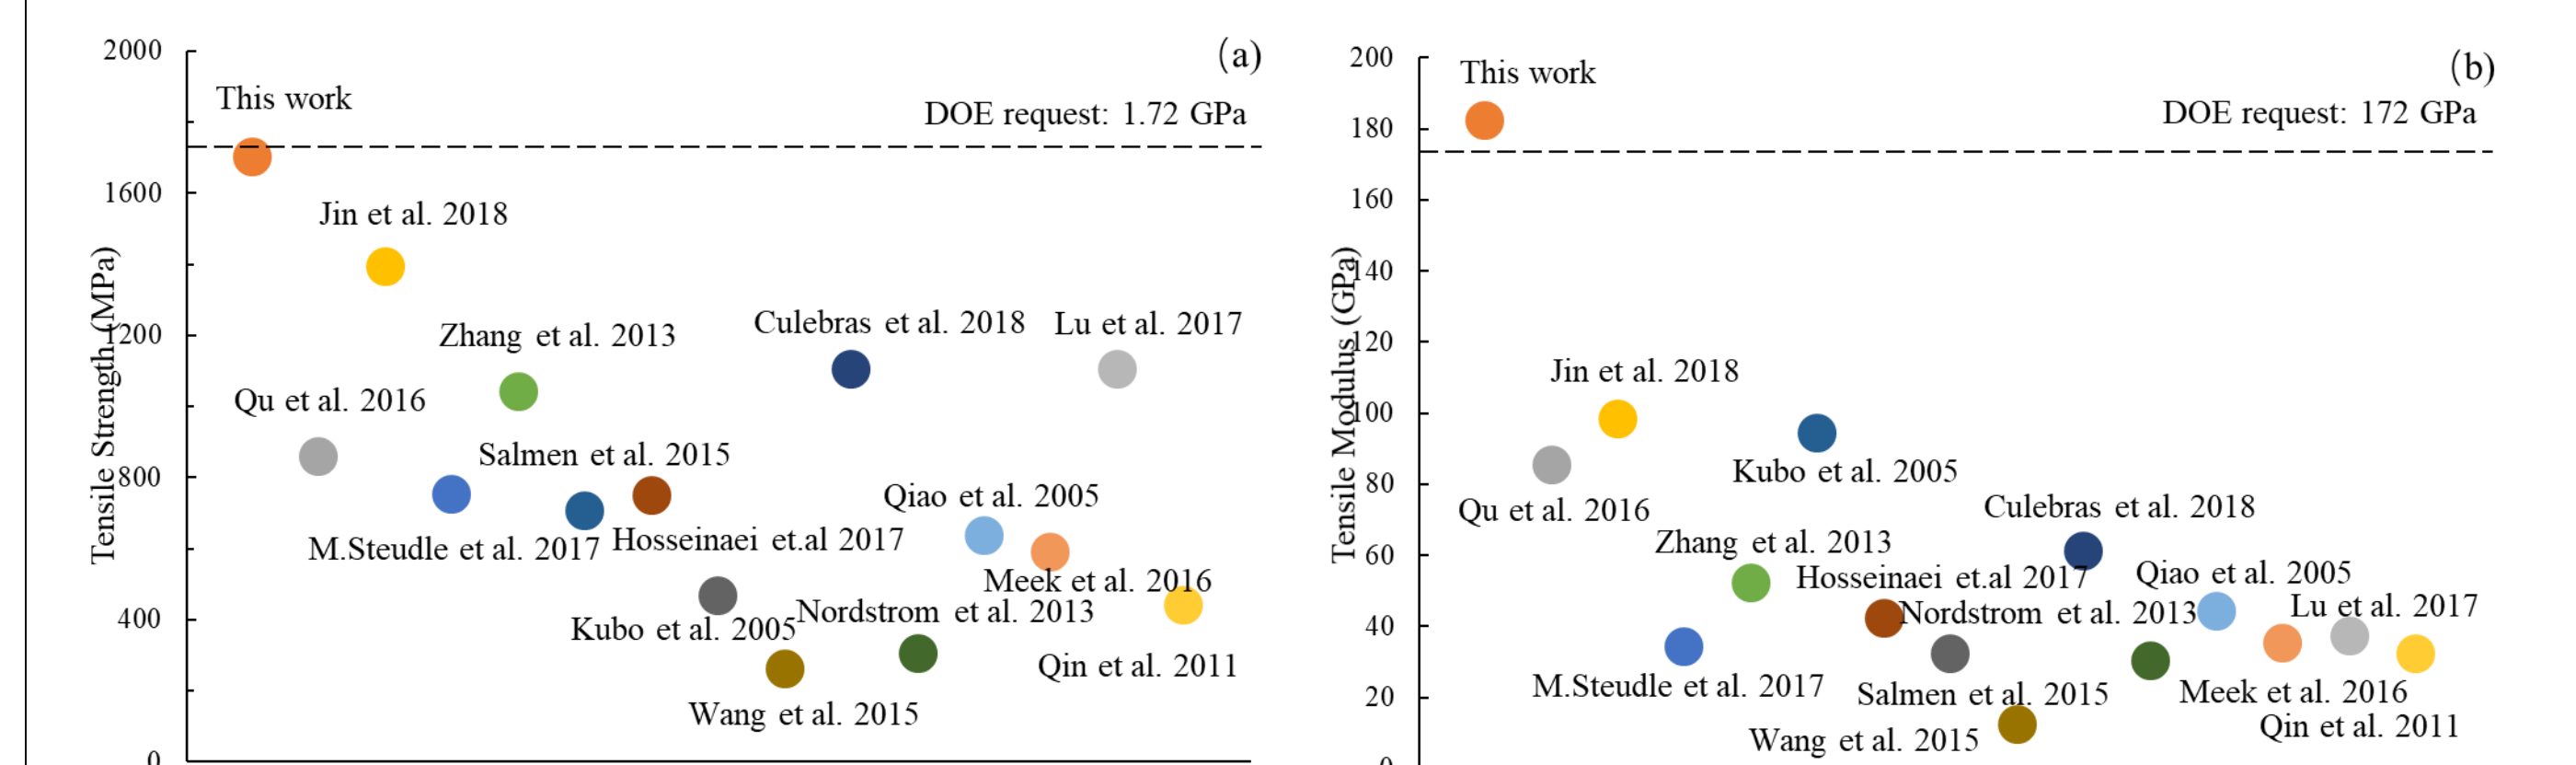 (a)
2000
This work
DOE request: 1.72 GPa
1600
Jin et al. 2018
Tensile Strength (MPa)
1200
Zhang et al. 2013
Culebras et al. 2018
Lu et al. 2017
Qu et al. 2016
800
Salmen et al. 2015
Qiao et al. 2005
M.Steudle et al. 2017
Hosseinaei et.al 2017
Meek et al. 2016
400
Kubo et al. 2005
Nordstrom et al. 2013
Qin et al. 2011
Wang et al. 2015
0
(b)
200
This work
DOE request: 172 GPa
180
160
Tensile Modulus (GPa)
140
120
Jin et al. 2018
100
Kubo et al. 2005
80
Qu et al. 2016
Culebras et al. 2018
Zhang et al. 2013
60
Hosseinaei et.al 2017
Qiao et al. 2005
Nordstrom et al. 2013
Lu et al. 2017
40
M.Steudle et al. 2017
Salmen et al. 2015
Meek et al. 2016
20
Wang et al. 2015
Qin et al. 2011
0